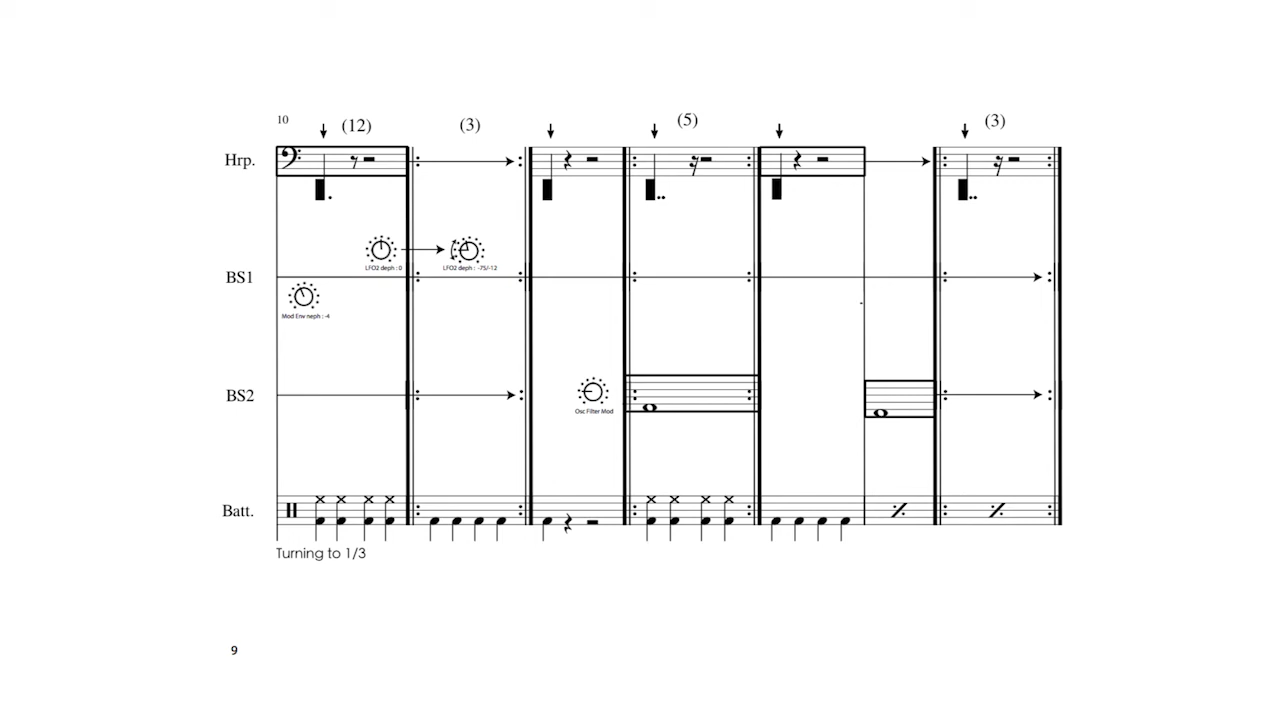 10 (12) (3) (5) (3)
Hrp.
LFO2 deph : 0 LFO2 deph : -75/-12
BS1
Mod Env neph : -4
BS2
Osc Filter Mod
Batt.
Turning to 1/3
9